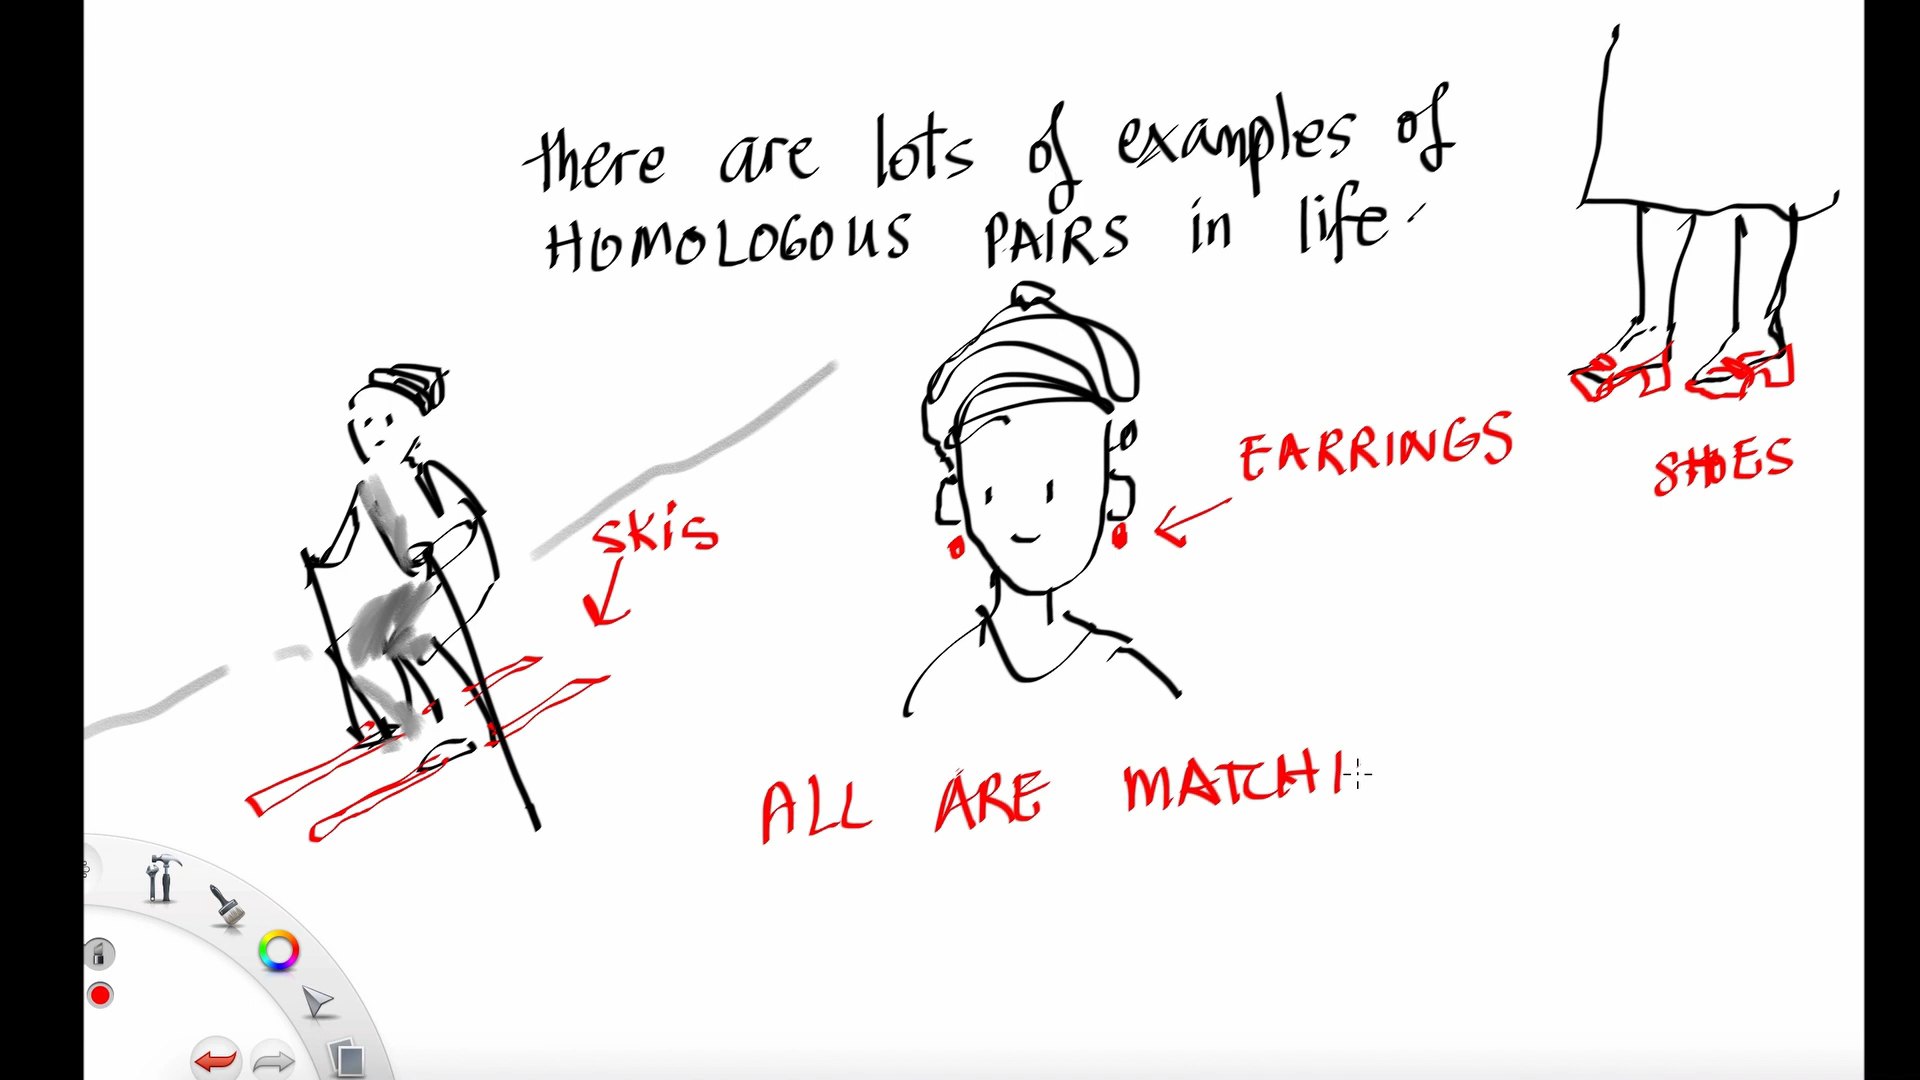 there are lots of examples of
HOMOLOGOUS PAIRS in life.
SKIS
EARRINGS
SHOES
ALL ARE MATCHI